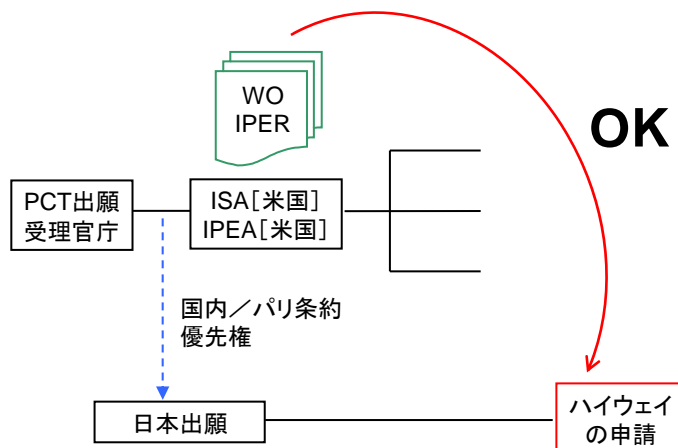 WO
IPER
OK
PCT出願
受理官庁
ISA[米国]
IPEA[米国]
国内／パリ条約
優先権
日本出願
ハイウェイ
の申請